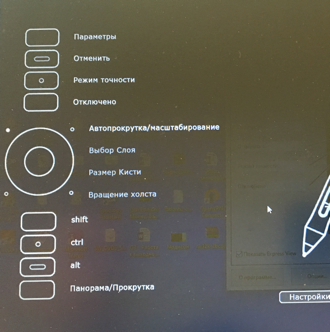 Параметры
Отменить
Режим точности
Отключено
Автопрокрутка/масштабирование
Выбор Слоя
Размер Кисти
Вращение холста
shift
ctrl
alt
Панорама/Прокрутка
Настройки